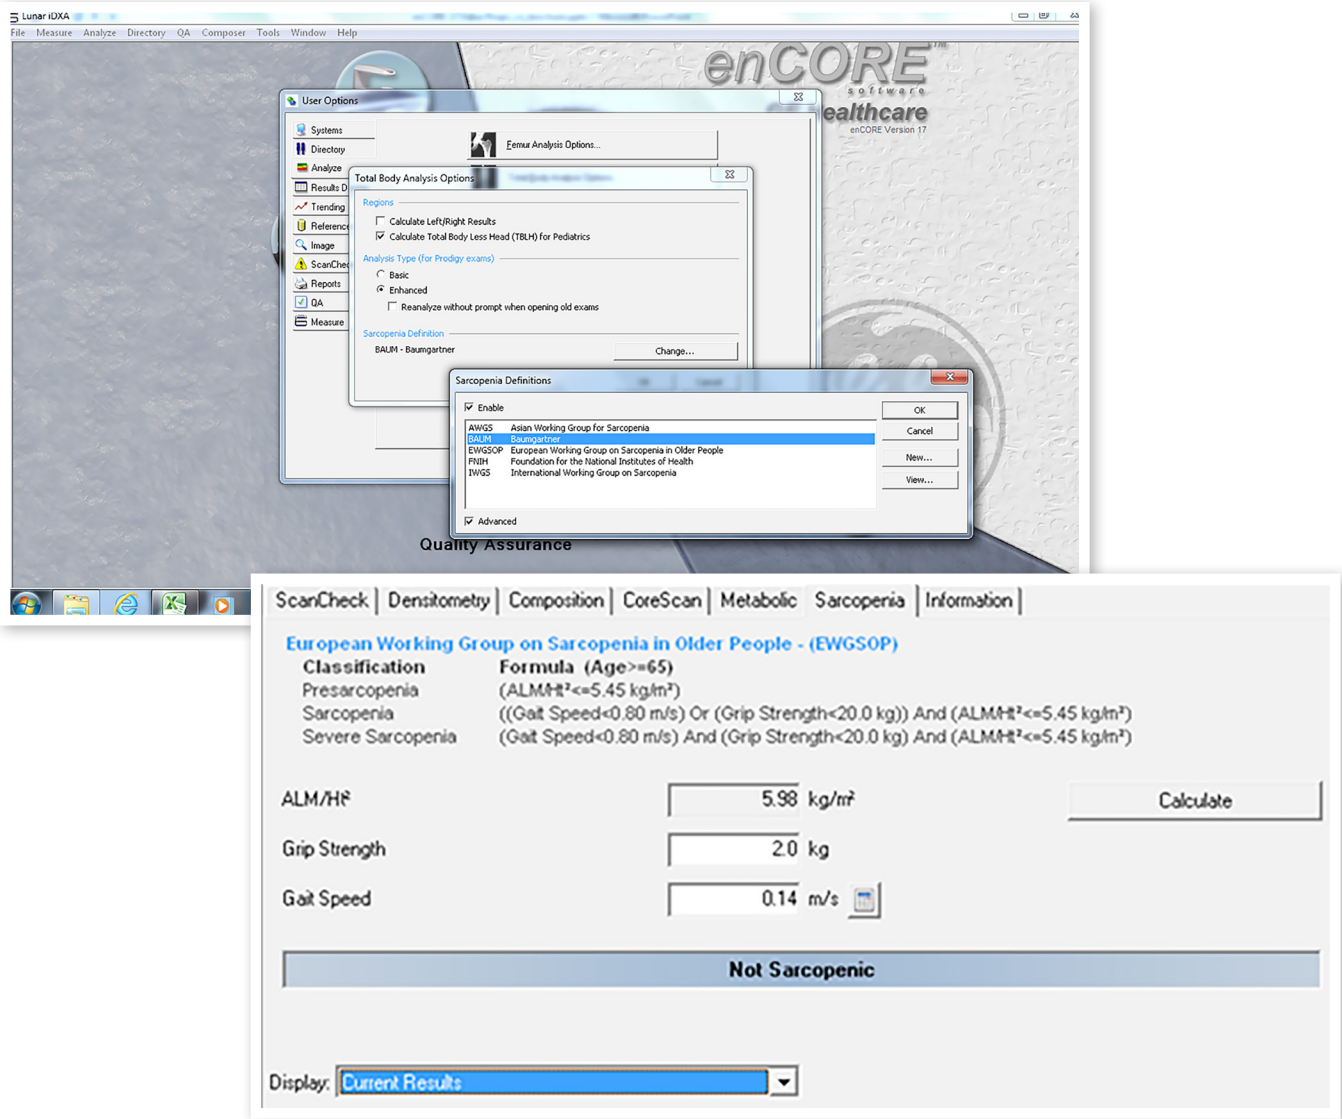 Lunar iDXA
File Measure Analyze Directory QA Composer Tools Window Help
enCORE™
software
ealthcare
enCORE Version 17
User Options
Systems
Directory
Analyze
Results D
Trending
Reference
Image
ScanChec
Reports
QA
Measure
Femur Analysis Options...
Total Body Analysis Options
Regions
Calculate Left/Right Results
Calculate Total Body Less Head (TBLH) for Pediatrics
Analysis Type (for Prodigy exams)
Basic
Enhanced
Reanalyze without prompt when opening old exams
Sarcopenia Definition
BAUM - Baumgartner
Change...
Sarcopenia Definitions
Enable
AWGS Asian Working Group for Sarcopenia
BAUM Baumgartner
EWGSOP European Working Group on Sarcopenia in Older People
FNIH Foundation for the National Institutes of Health
IWGS International Working Group on Sarcopenia
OK
Cancel
New...
View...
Advanced
Quality Assurance
ScanCheck Densitometry Composition CoreScan Metabolic Sarcopenia Information
European Working Group on Sarcopenia in Older People - (EWGSOP)
Classification Formula (Age>=65)
Presarcopenia (ALM/Ht²<=5.45 kg/m²)
Sarcopenia ((Gait Speed<0.80 m/s) Or (Grip Strength<20.0 kg)) And (ALM/Ht²<=5.45 kg/m²)
Severe Sarcopenia (Gait Speed<0.80 m/s) And (Grip Strength<20.0 kg) And (ALM/Ht²<=5.45 kg/m²)
ALM/Ht² 5.98 kg/m² Calculate
Grip Strength 2.0 kg
Gait Speed 0.14 m/s
Not Sarcopenic
Display: Current Results